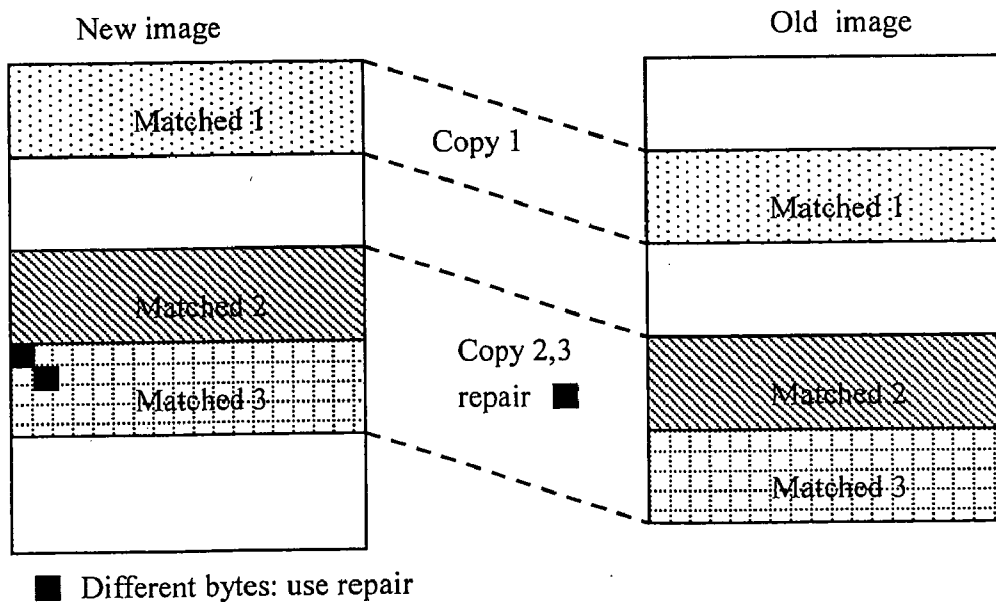 New image
Old image
Matched 1
Copy 1
Matched 1
Matched 2
Copy 2,3
repair
Matched 2
Matched 3
Matched 3
Different bytes: use repair